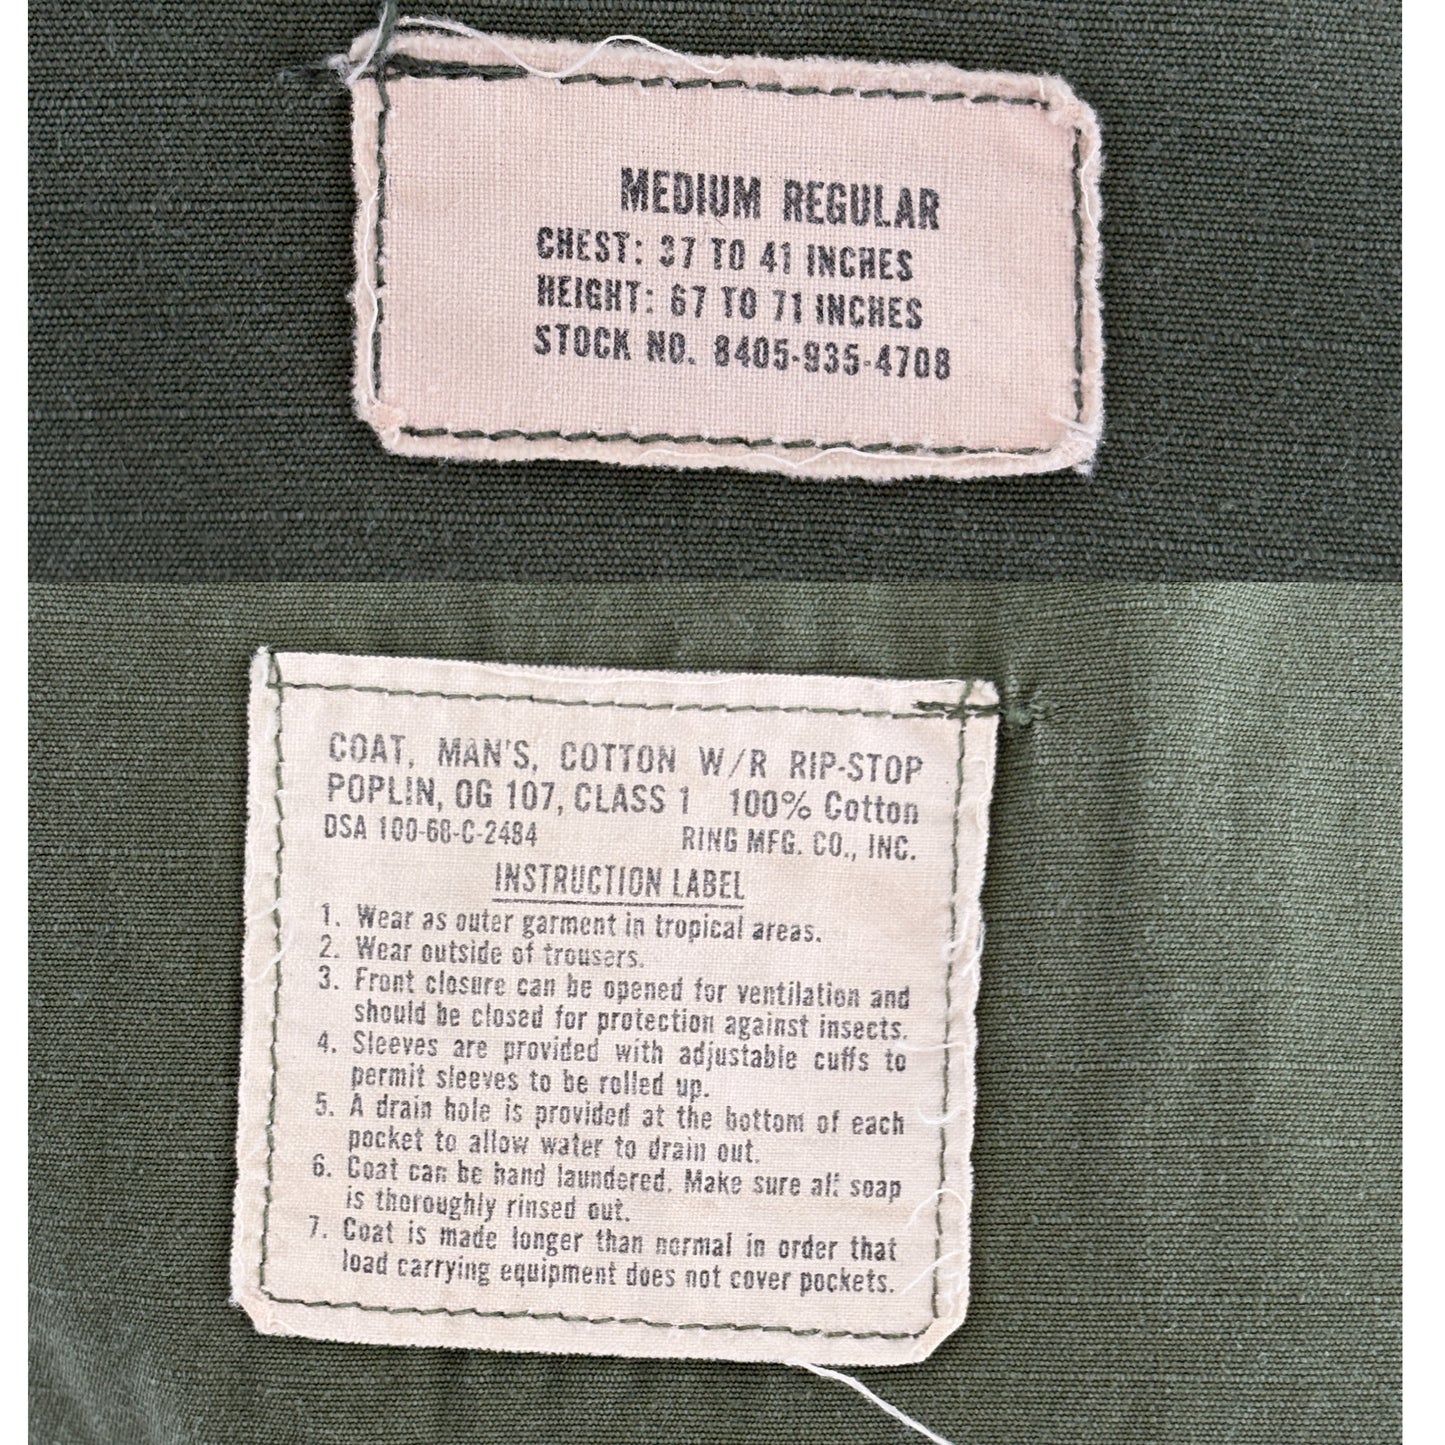 MEDIUM REGULAR
CHEST: 37 TO 41 INCHES
HEIGHT: 67 TO 71 INCHES
STOCK NO. 8405-935-4708
COAT, MAN'S, COTTON W/R RIP-STOP
POPLIN, OG 107, CLASS 1 100% Cotton
DSA 100-68-C-2484 RING MFG. CO., INC.
INSTRUCTION LABEL
1. Wear as outer garment in tropical areas.
2. Wear outside of trousers.
3. Front closure can be opened for ventilation and
should be closed for protection against insects.
4. Sleeves are provided with adjustable cuffs to
permit sleeves to be rolled up.
5. A drain hole is provided at the bottom of each
pocket to allow water to drain out.
6. Coat can be hand laundered. Make sure all soap
is thoroughly rinsed out.
7. Coat is made longer than normal in order that
load carrying equipment does not cover pockets.